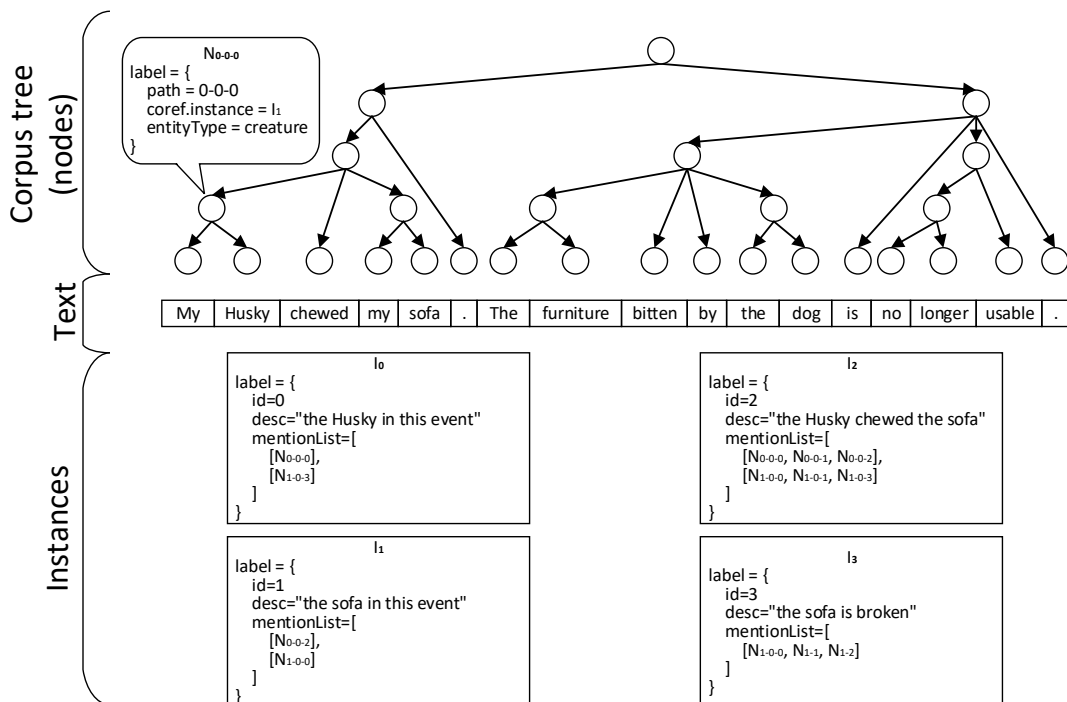 Corpus tree
(nodes)
N0-0-0
label = {
path = 0-0-0
coref.instance = I1
entityType = creature
}
Text
My Husky chewed my sofa . The furniture bitten by the dog is no longer usable .
Instances
I0
label = {
id=0
desc="the Husky in this event"
mentionList=[
[N0-0-0],
[N1-0-3]
]
}
I2
label = {
id=2
desc="the Husky chewed the sofa"
mentionList=[
[N0-0-0, N0-0-1, N0-0-2],
[N1-0-0, N1-0-1, N1-0-3]
]
}
I1
label = {
id=1
desc="the sofa in this event"
mentionList=[
[N0-0-2],
[N1-0-0]
]
}
I3
label = {
id=3
desc="the sofa is broken"
mentionList=[
[N1-0-0, N1-1, N1-2]
]
}